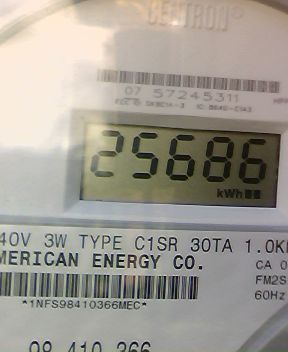 CENTRON®
07 57245311
25686
kWh
40V 3W TYPE C1SR 30TA 1.0K
MERICAN ENERGY CO.
CA 0
FM2S
60Hz
*1NFS98410366MEC*
98 410 366